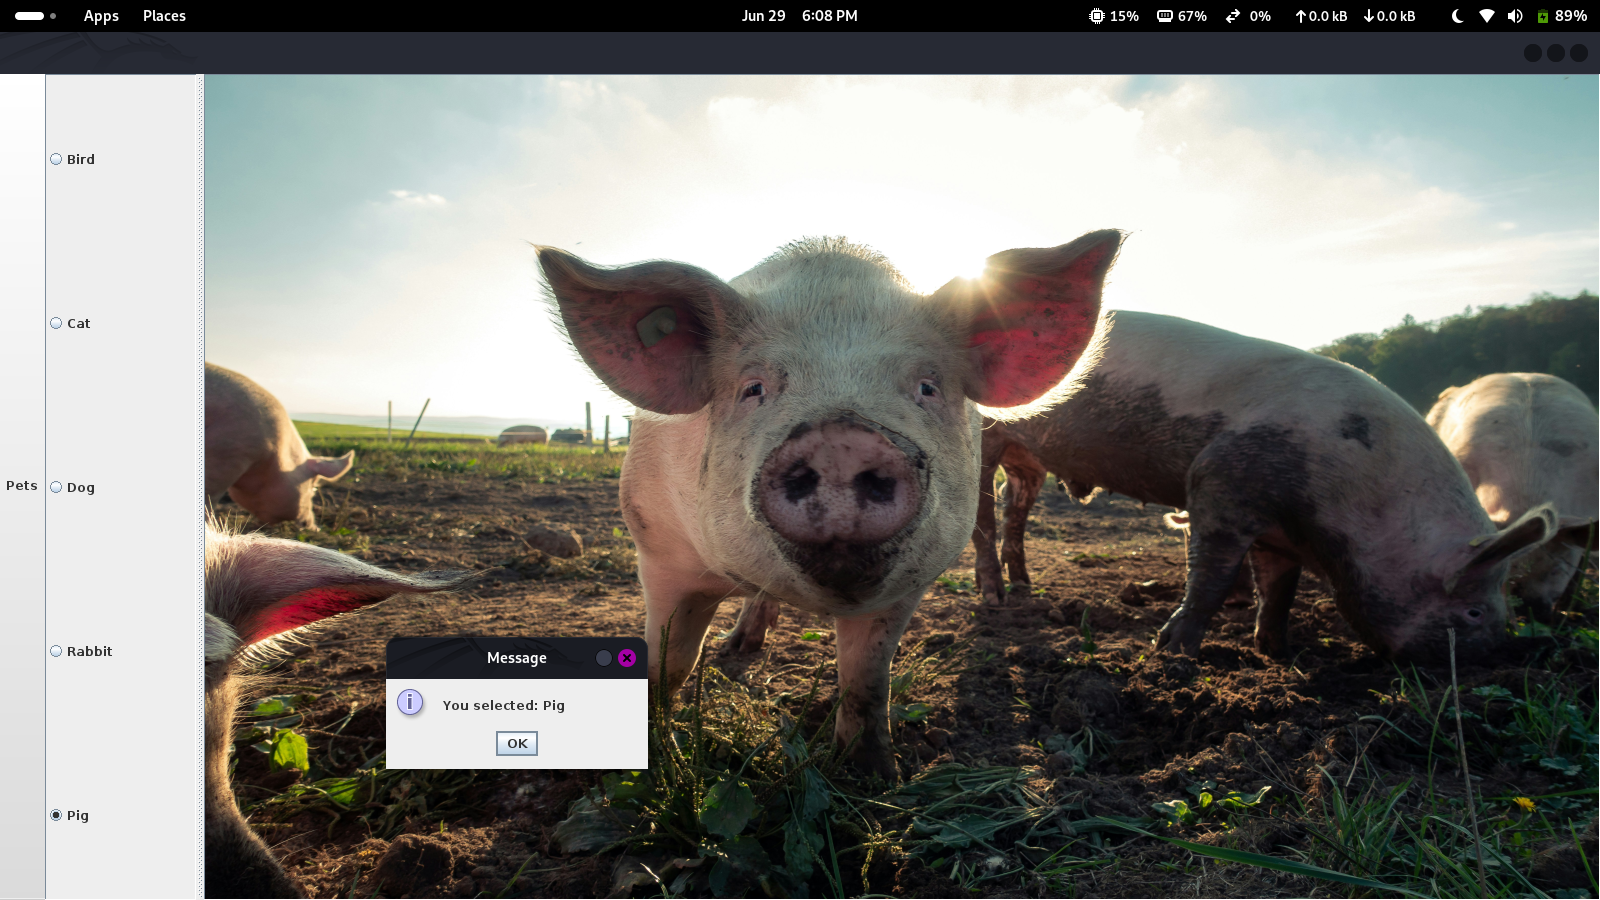 Apps Places Jun 29 6:08 PM 15% 67% 0% 0.0 kB 0.0 kB 89%
Bird
Cat
Pets
Dog
Rabbit
Message
You selected: Pig
OK
Pig